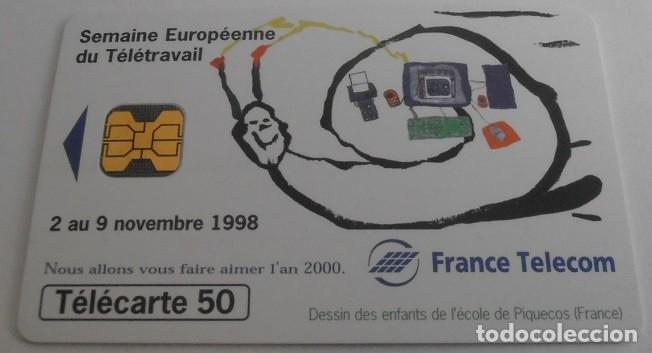 Semaine Européenne
du Télétravail
2 au 9 novembre 1998
Nous allons vous faire aimer l'an 2000.
France Telecom
Télécarte 50
Dessin des enfants de l'école de Piquecos (France)
todocoleccion